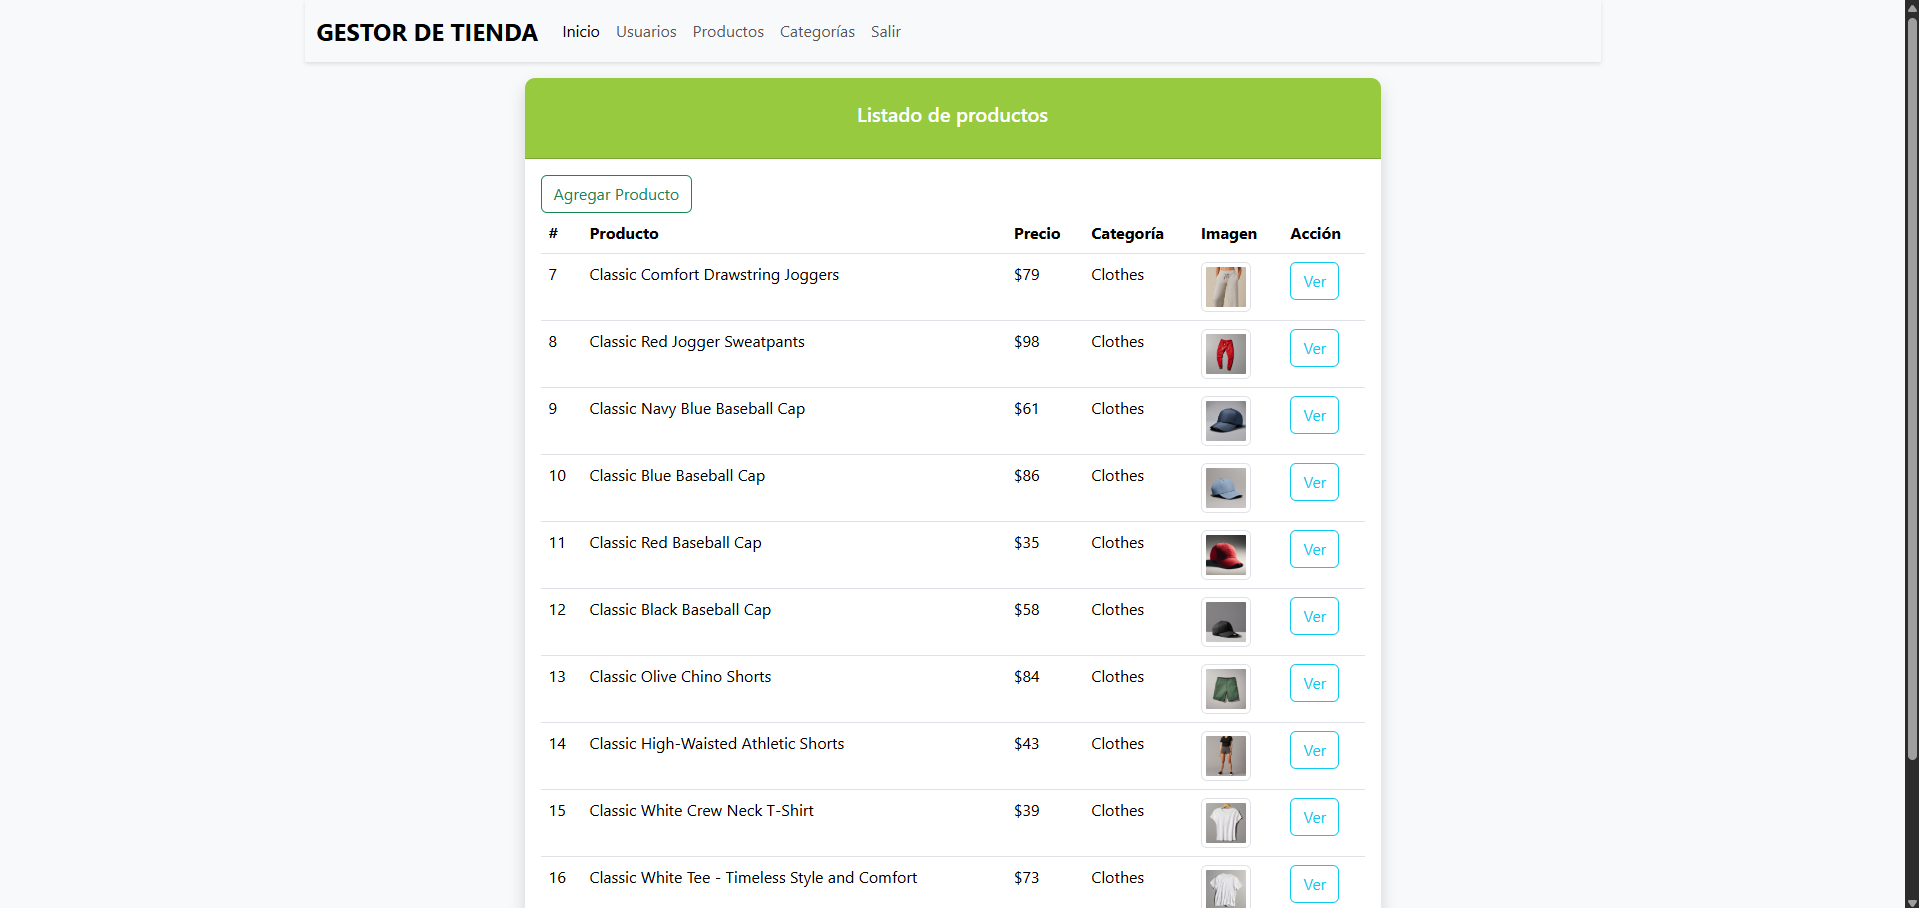 GESTOR DE TIENDA Inicio Usuarios Productos Categorías Salir
Listado de productos
Agregar Producto
# Producto Precio Categoría Imagen Acción
7 Classic Comfort Drawstring Joggers $79 Clothes Ver
8 Classic Red Jogger Sweatpants $98 Clothes Ver
9 Classic Navy Blue Baseball Cap $61 Clothes Ver
10 Classic Blue Baseball Cap $86 Clothes Ver
11 Classic Red Baseball Cap $35 Clothes Ver
12 Classic Black Baseball Cap $58 Clothes Ver
13 Classic Olive Chino Shorts $84 Clothes Ver
14 Classic High-Waisted Athletic Shorts $43 Clothes Ver
15 Classic White Crew Neck T-Shirt $39 Clothes Ver
16 Classic White Tee - Timeless Style and Comfort $73 Clothes Ver